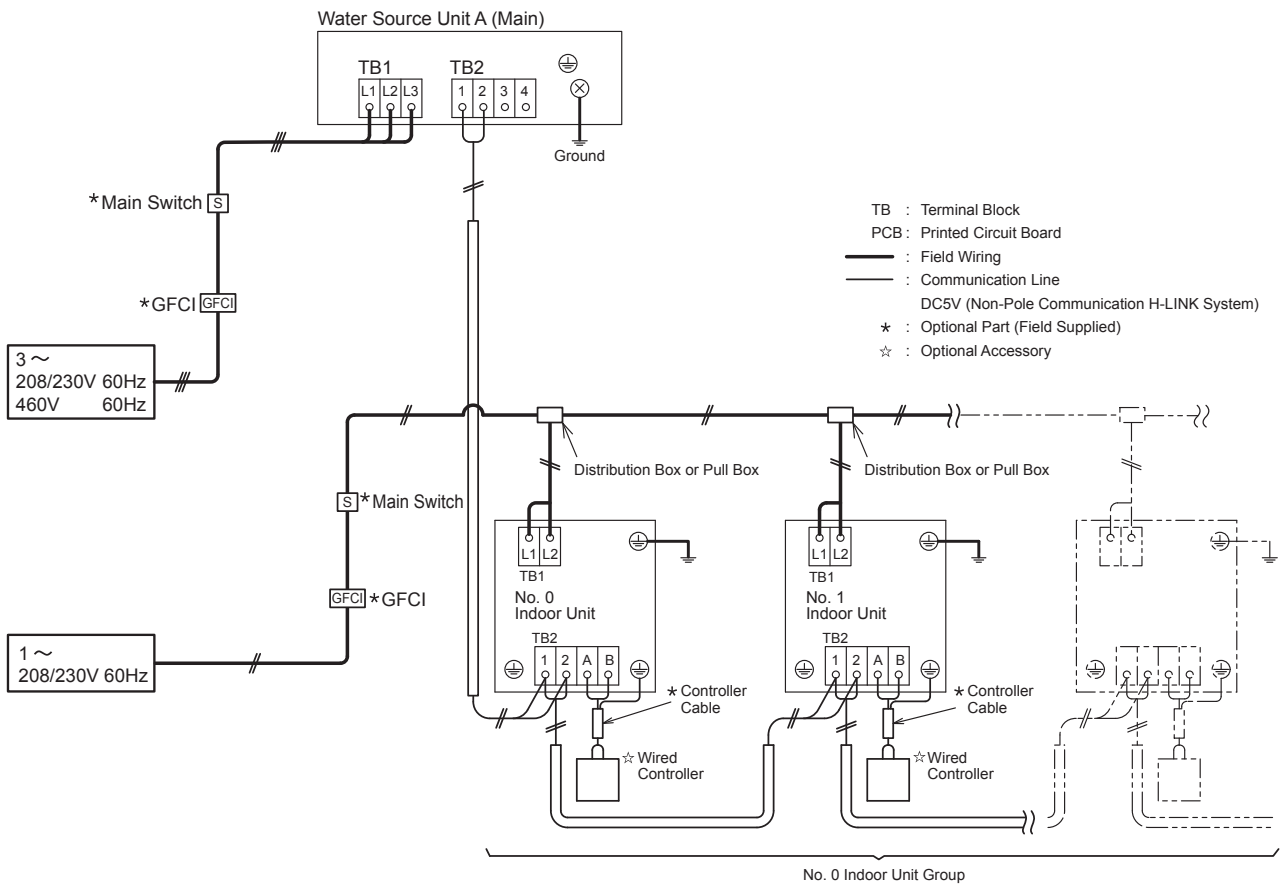 Water Source Unit A (Main)
TB1
TB2
L1 L2 L3
1 2 3 4
Ground
*Main Switch S
*GFCI GFCI
3～
208/230V 60Hz
460V 60Hz
TB : Terminal Block
PCB : Printed Circuit Board
: Field Wiring
: Communication Line
DC5V (Non-Pole Communication H-LINK System)
* : Optional Part (Field Supplied)
☆ : Optional Accessory
Distribution Box or Pull Box
Distribution Box or Pull Box
S *Main Switch
GFCI *GFCI
1～
208/230V 60Hz
L1 L2
TB1
No. 0
Indoor Unit
TB2
1 2 A B
* Controller
Cable
☆ Wired
Controller
L1 L2
TB1
No. 1
Indoor Unit
TB2
1 2 A B
* Controller
Cable
☆ Wired
Controller
No. 0 Indoor Unit Group